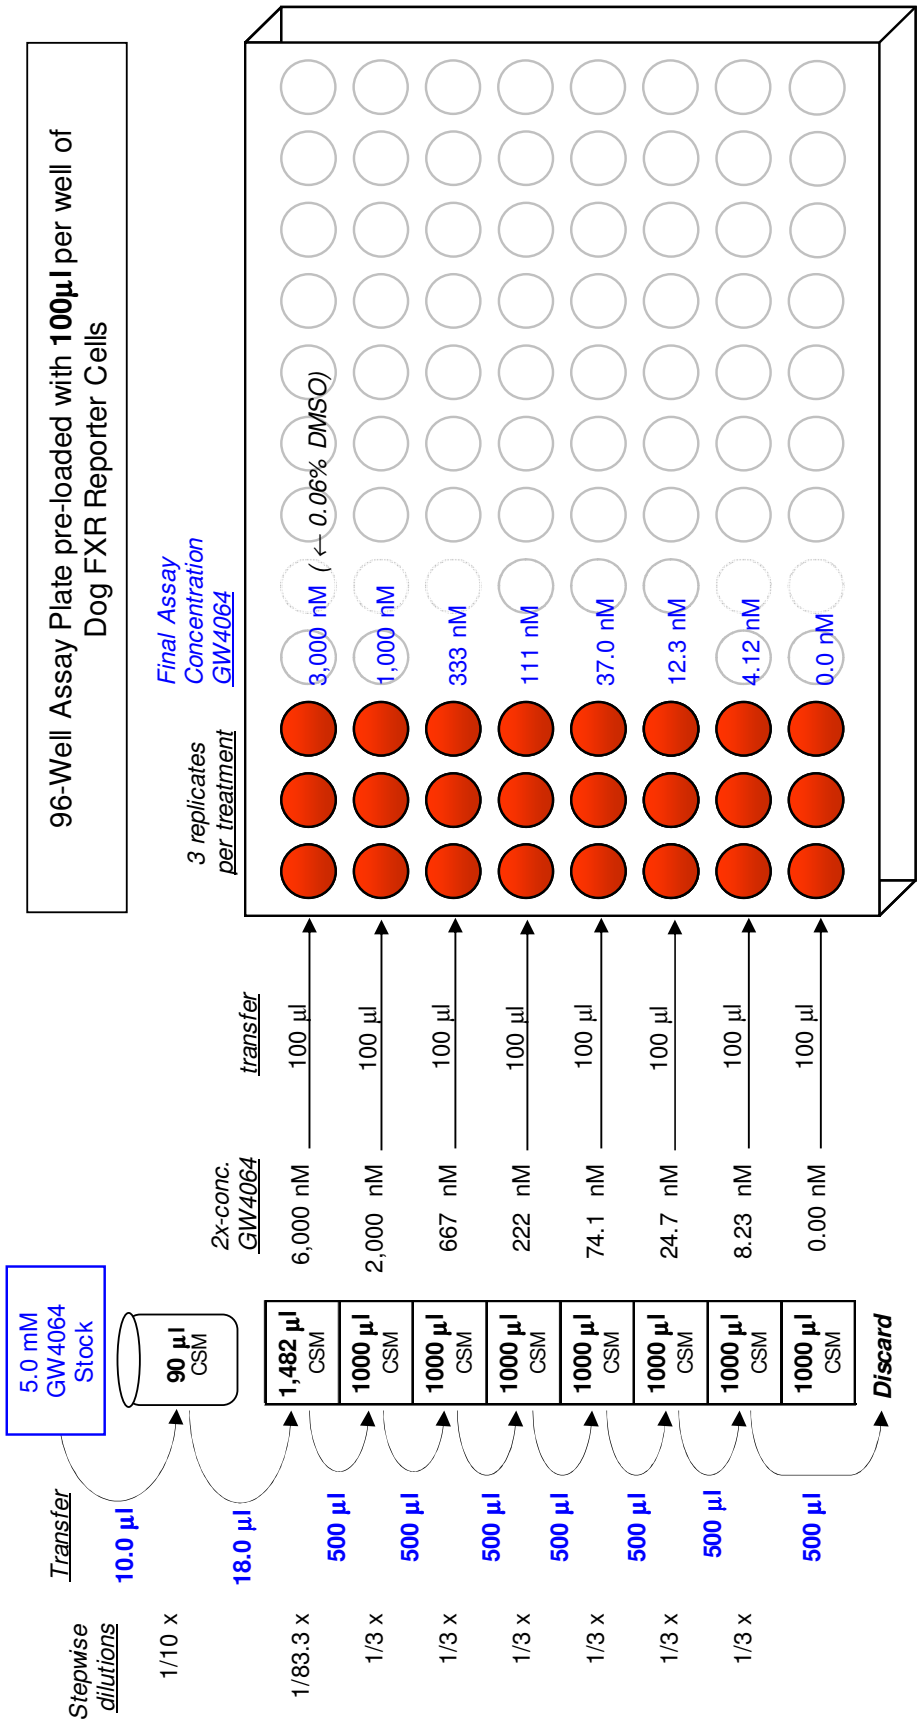 96-Well Assay Plate pre-loaded with 100µl per well of
Dog FXR Reporter Cells
Stepwise
dilutions
1/10 x
1/83.3 x
1/3 x
1/3 x
1/3 x
1/3 x
1/3 x
1/3 x
Transfer
10.0 µl
18.0 µl
500 µl
500 µl
500 µl
500 µl
500 µl
500 µl
500 µl
5.0 mM
GW4064
Stock
90 µl
CSM
1,482 µl
CSM
1000 µl
CSM
1000 µl
CSM
1000 µl
CSM
1000 µl
CSM
1000 µl
CSM
1000 µl
CSM
1000 µl
CSM
Discard
2x-conc.
GW4064
6,000 nM
2,000 nM
667 nM
222 nM
74.1 nM
24.7 nM
8.23 nM
0.00 nM
transfer
100 µl
100 µl
100 µl
100 µl
100 µl
100 µl
100 µl
100 µl
3 replicates
per treatment
Final Assay
Concentration
GW4064
3,000 nM (← 0.06% DMSO)
1,000 nM
333 nM
111 nM
37.0 nM
12.3 nM
4.12 nM
0.0 nM